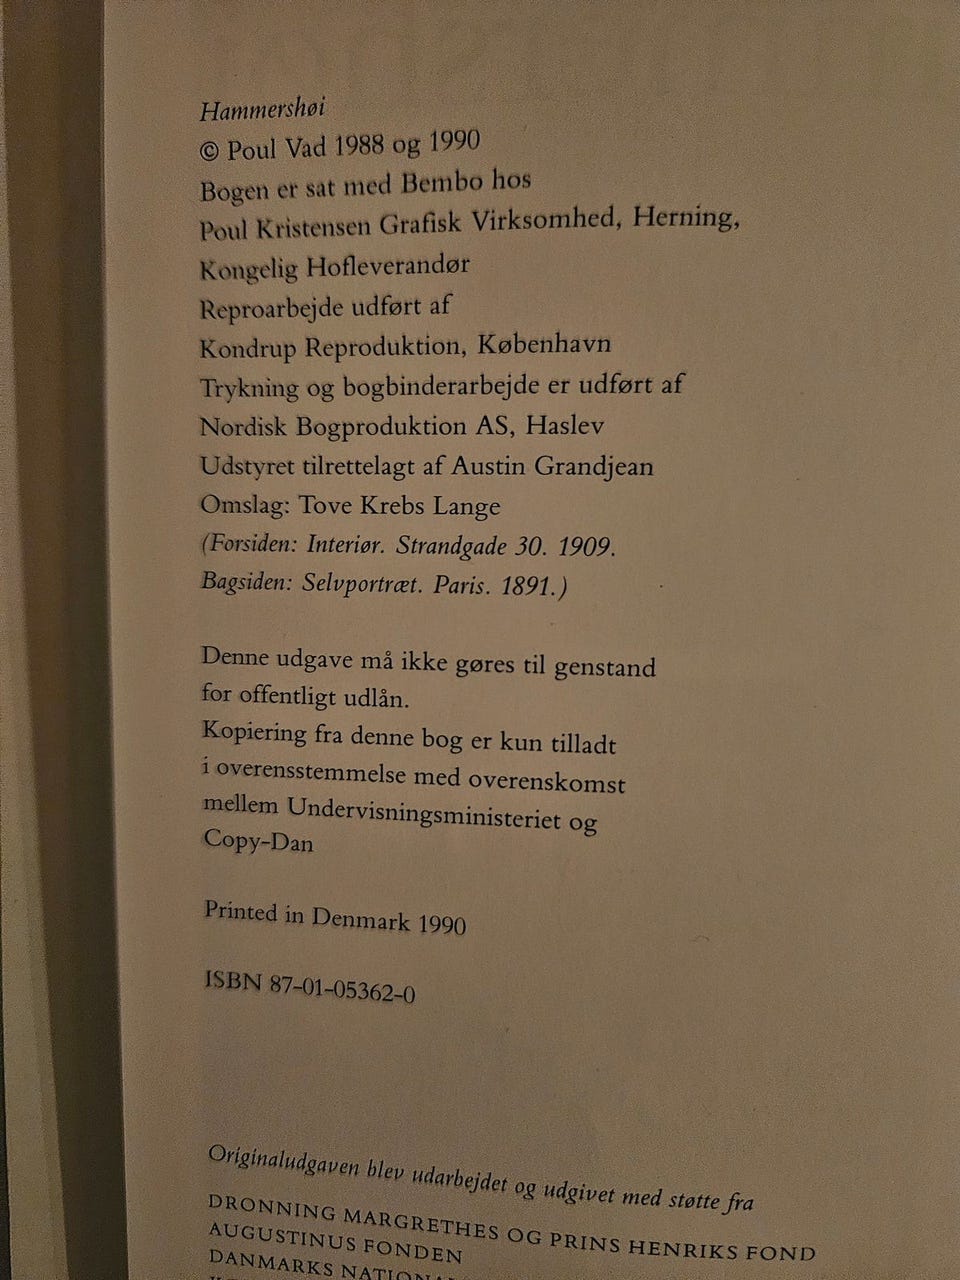 Hammershøi
© Poul Vad 1988 og 1990
Bogen er sat med Bembo hos
Poul Kristensen Grafisk Virksomhed, Herning,
Kongelig Hofleverandør
Reproarbejde udført af
Kondrup Reproduktion, København
Trykning og bogbinderarbejde er udført af
Nordisk Bogproduktion AS, Haslev
Udstyret tilrettelagt af Austin Grandjean
Omslag: Tove Krebs Lange
(Forsiden: Interiør. Strandgade 30. 1909.
Bagsiden: Selvportræt. Paris. 1891.)
Denne udgave må ikke gøres til genstand
for offentligt udlån.
Kopiering fra denne bog er kun tilladt
i overensstemmelse med overenskomst
mellem Undervisningsministeriet og
Copy-Dan
Printed in Denmark 1990
ISBN 87-01-05362-0
Originaludgaven blev udarbejdet og udgivet med støtte fra
DRONNING MARGRETHES OG PRINS HENRIKS FOND
AUGUSTINUS FONDEN
DANMARKS